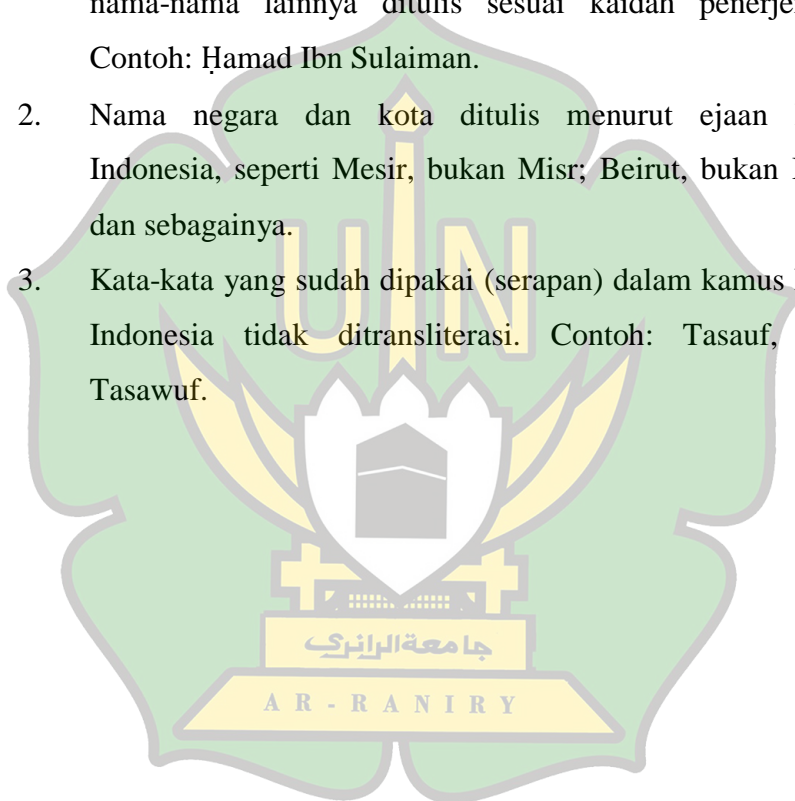 nama-nama lainnya ditulis sesuai kaidah
Contoh: Ḥamad Ibn Sulaiman.
2. Nama negara dan kota ditulis menurut ejaan
Indonesia, seperti Mesir, bukan Misr; Beirut, bukan
dan sebagainya.
3. Kata-kata yang sudah dipakai (serapan) dalam kamus
Indonesia tidak ditransliterasi. Contoh: Tasauf,
Tasawuf.
UIN
جامعة الرانري
AR-RANIRY